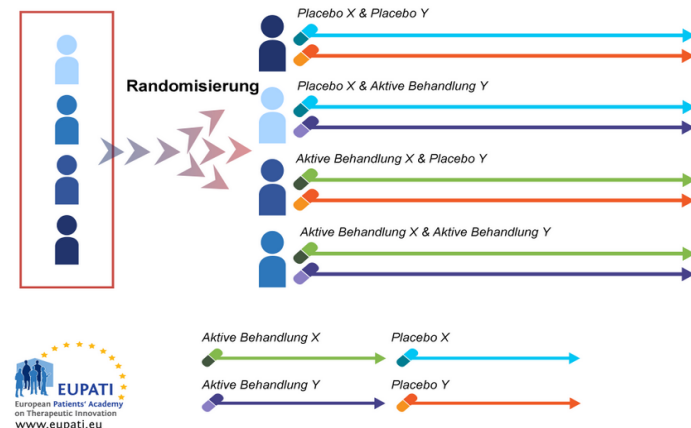 Placebo X & Placebo Y
Randomisierung
Placebo X & Aktive Behandlung Y
Aktive Behandlung X & Placebo Y
Aktive Behandlung X & Aktive Behandlung Y
Aktive Behandlung X
Placebo X
Aktive Behandlung Y
Placebo Y
EUPATI
European Patients' Academy
on Therapeutic Innovation
www.eupati.eu